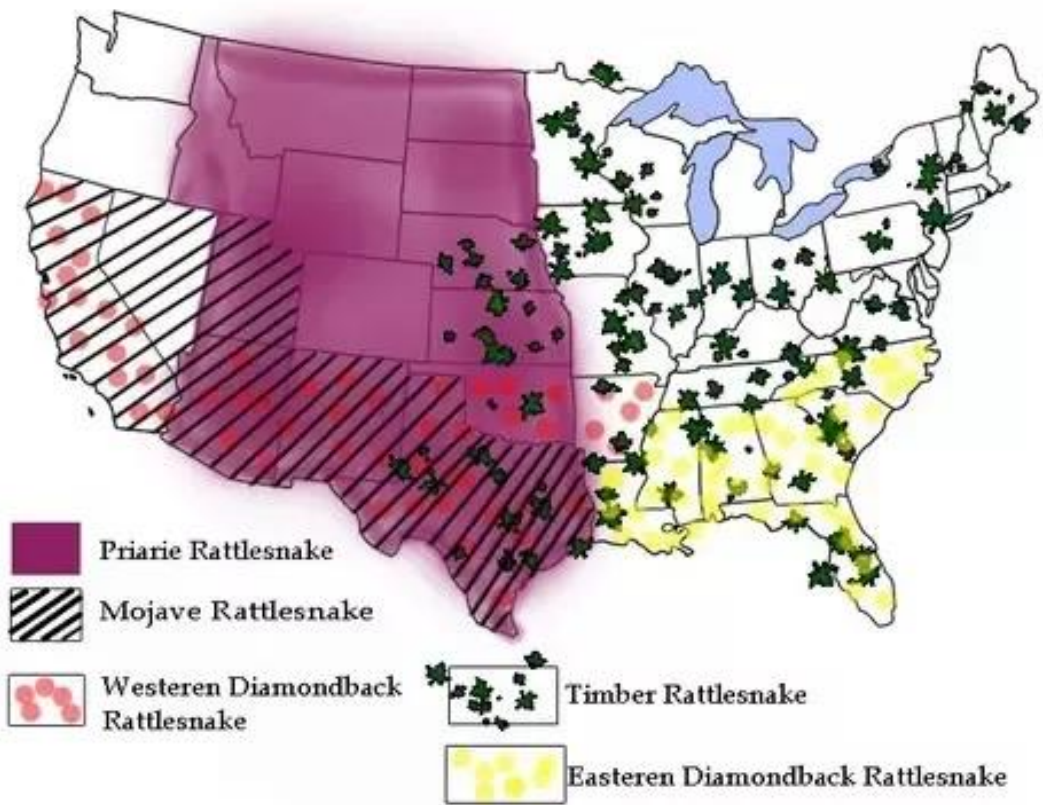 Priarie Rattlesnake
Mojave Rattlesnake
Westeren Diamondback
Rattlesnake
Timber Rattlesnake
Easteren Diamondback Rattlesnake